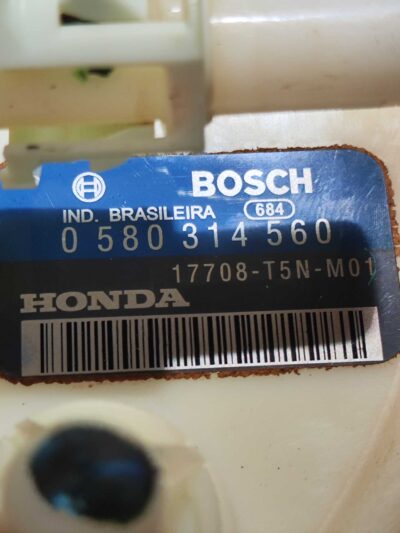 BOSCH
IND. BRASILEIRA 684
0 580 314 560
17708-T5N-M01
HONDA